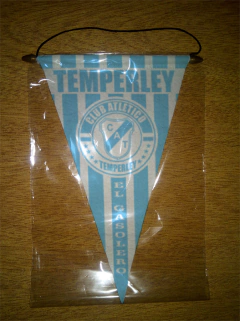 TEMPERLEY
CLUB ATLETICO
CAT
TEMPERLEY
EL GASOLERO